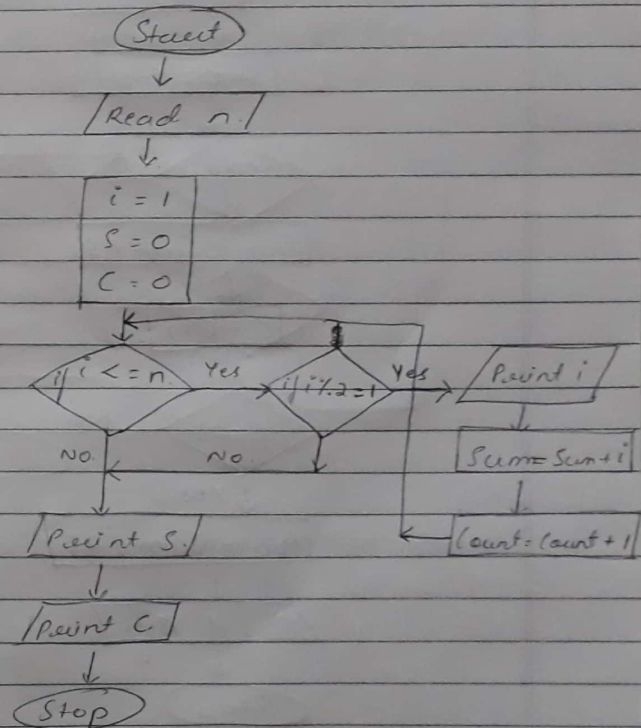 Start
Read n.
i = 1
S = 0
C = 0
if i <= n Yes if i%2=1 Yes Print i
No. No. Sum=Sum+i
Print S. Count=Count+1
Print C
Stop